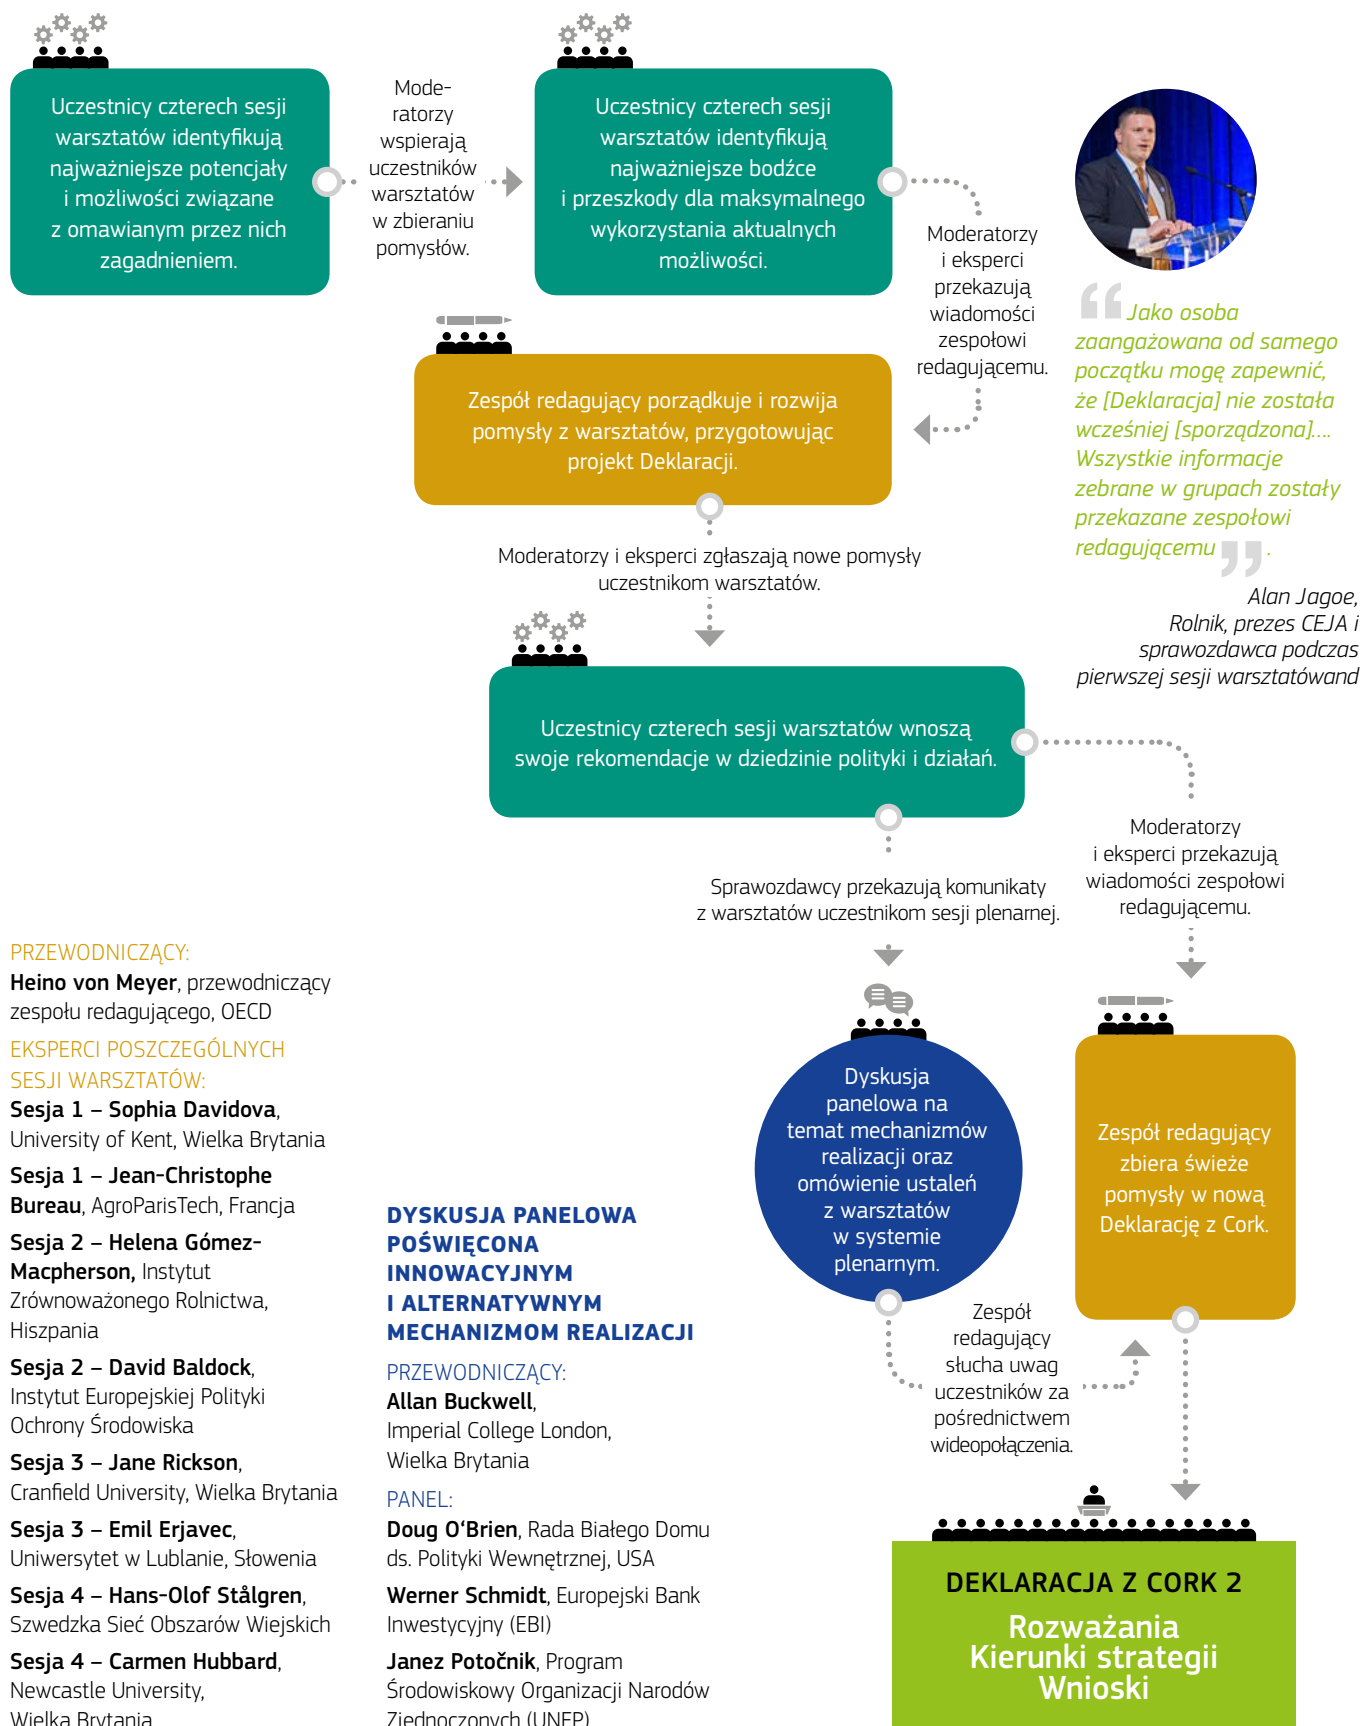 Uczestnicy czterech sesji
warsztatów identyfikują
najważniejsze potencjały
i możliwości związane
z omawianym przez nich
zagadnieniem.
Mode-
ratorzy
wspierają
uczestników
warsztatów
w zbieraniu
pomysłów.
Uczestnicy czterech sesji
warsztatów identyfikują
najważniejsze bodźce
i przeszkody dla maksymalnego
wykorzystania aktualnych
możliwości.
Moderatorzy
i eksperci
przekazują
wiadomości
zespołowi
redagującemu.
Zespół redagujący porządkuje i rozwija
pomysły z warsztatów, przygotowując
projekt Deklaracji.
“Jako osoba
zaangażowana od samego
początku mogę zapewnić,
że [Deklaracja] nie została
wcześniej [sporządzona]....
Wszystkie informacje
zebrane w grupach zostały
przekazane zespołowi
redagującemu”.
Alan Jagoe,
Rolnik, prezes CEJA i
sprawozdawca podczas
pierwszej sesji warsztatówand
Moderatorzy i eksperci zgłaszają nowe pomysły
uczestnikom warsztatów.
Uczestnicy czterech sesji warsztatów wnoszą
swoje rekomendacje w dziedzinie polityki i działań.
Moderatorzy
i eksperci przekazują
wiadomości zespołowi
redagującemu.
Sprawozdawcy przekazują komunikaty
z warsztatów uczestnikom sesji plenarnej.
Dyskusja
panelowa na
temat mechanizmów
realizacji oraz
omówienie ustaleń
z warsztatów
w systemie
plenarnym.
Zespół redagujący
zbiera świeże
pomysły w nową
Deklarację z Cork.
Zespół
redagujący
słucha uwag
uczestników za
pośrednictwem
wideopołączenia.
DEKLARACJA Z CORK 2
Rozważania
Kierunki strategii
Wnioski
PRZEWODNICZĄCY:
Heino von Meyer, przewodniczący
zespołu redagującego, OECD
EKSPERCI POSZCZEGÓLNYCH
SESJI WARSZTATÓW:
Sesja 1 – Sophia Davidova,
University of Kent, Wielka Brytania
Sesja 1 – Jean-Christophe
Bureau, AgroParisTech, Francja
Sesja 2 – Helena Gómez-
Macpherson, Instytut
Zrównoważonego Rolnictwa,
Hiszpania
Sesja 2 – David Baldock,
Instytut Europejskiej Polityki
Ochrony Środowiska
Sesja 3 – Jane Rickson,
Cranfield University, Wielka Brytania
Sesja 3 – Emil Erjavec,
Uniwersytet w Lublanie, Słowenia
Sesja 4 – Hans-Olof Stålgren,
Szwedzka Sieć Obszarów Wiejskich
Sesja 4 – Carmen Hubbard,
Newcastle University,
Wielka Brytania
DYSKUSJA PANELOWA
POŚWIĘCONA
INNOWACYJNYM
I ALTERNATYWNYM
MECHANIZMOM REALIZACJI
PRZEWODNICZĄCY:
Allan Buckwell,
Imperial College London,
Wielka Brytania
PANEL:
Doug O‘Brien, Rada Białego Domu
ds. Polityki Wewnętrznej, USA
Werner Schmidt, Europejski Bank
Inwestycyjny (EBI)
Janez Potočnik, Program
Środowiskowy Organizacji Narodów
Zjednoczonych (UNEP)